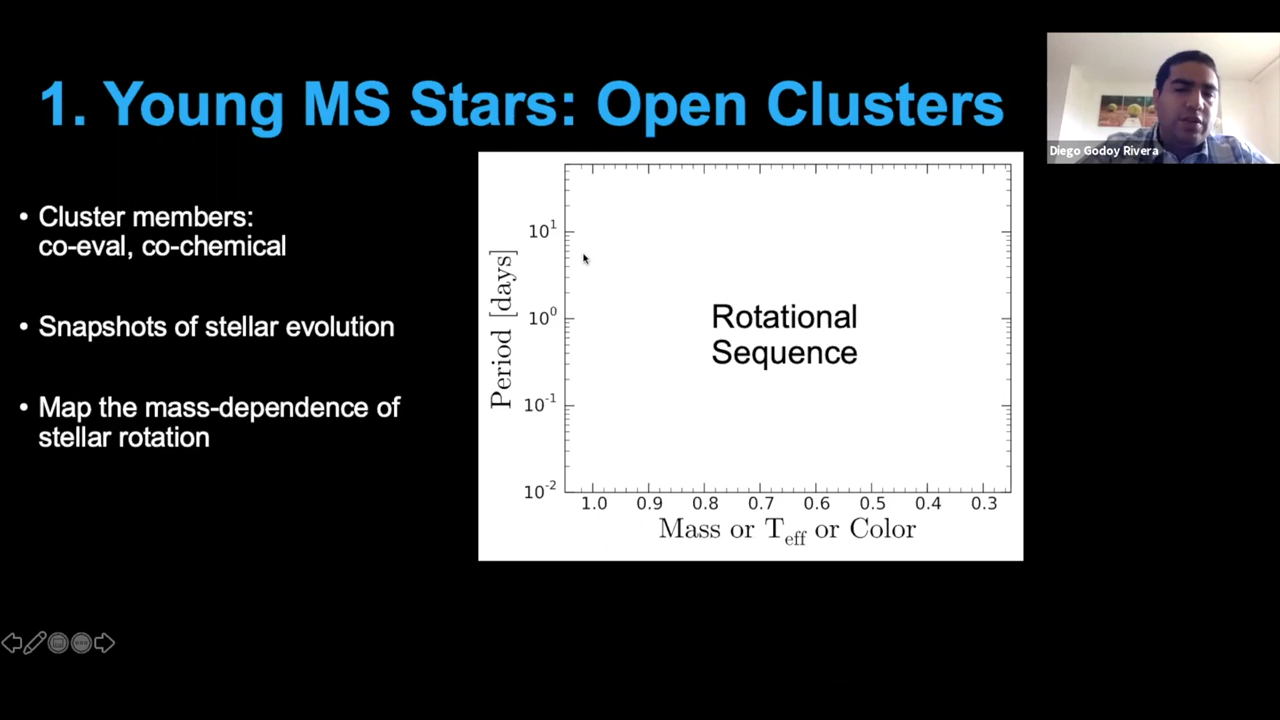 1. Young MS Stars: Open Clusters
Diego Godoy Rivera
• Cluster members:
co-eval, co-chemical
• Snapshots of stellar evolution
• Map the mass-dependence of
stellar rotation
Period [days]
10¹
10⁰
10⁻¹
10⁻²
Rotational
Sequence
1.0 0.9 0.8 0.7 0.6 0.5 0.4 0.3
Mass or Teff or Color